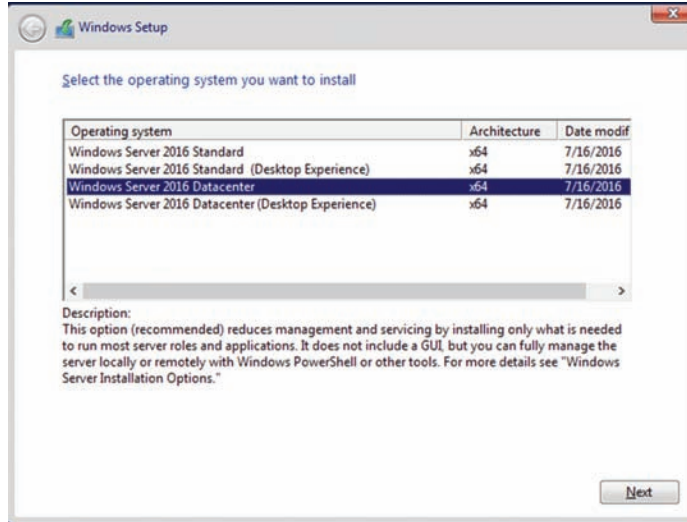 Windows Setup
Select the operating system you want to install
Operating system Architecture Date modif
Windows Server 2016 Standard x64 7/16/2016
Windows Server 2016 Standard (Desktop Experience) x64 7/16/2016
Windows Server 2016 Datacenter x64 7/16/2016
Windows Server 2016 Datacenter (Desktop Experience) x64 7/16/2016
Description:
This option (recommended) reduces management and servicing by installing only what is needed
to run most server roles and applications. It does not include a GUI, but you can fully manage the
server locally or remotely with Windows PowerShell or other tools. For more details see "Windows
Server Installation Options."
Next